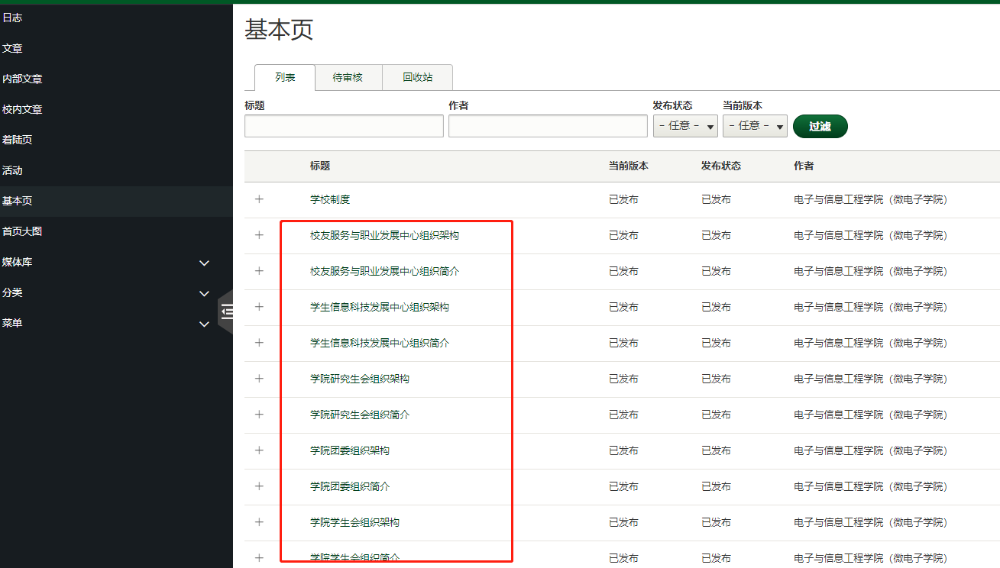 日志
文章
内部文章
校内文章
着陆页
活动
基本页
首页大图
媒体库
分类
菜单
基本页
列表 待审核 回收站
标题 作者 发布状态 当前版本
- 任意 - - 任意 - 过滤
标题 当前版本 发布状态 作者
学校制度 已发布 已发布 电子与信息工程学院（微电子学院）
校友服务与职业发展中心组织架构 已发布 已发布 电子与信息工程学院（微电子学院）
校友服务与职业发展中心组织简介 已发布 已发布 电子与信息工程学院（微电子学院）
学生信息科技发展中心组织架构 已发布 已发布 电子与信息工程学院（微电子学院）
学生信息科技发展中心组织简介 已发布 已发布 电子与信息工程学院（微电子学院）
学院研究生会组织架构 已发布 已发布 电子与信息工程学院（微电子学院）
学院研究生会组织简介 已发布 已发布 电子与信息工程学院（微电子学院）
学院团委组织架构 已发布 已发布 电子与信息工程学院（微电子学院）
学院团委组织简介 已发布 已发布 电子与信息工程学院（微电子学院）
学院学生会组织架构 已发布 已发布 电子与信息工程学院（微电子学院）
学院学生会组织简介 已发布 已发布 电子与信息工程学院（微电子学院）